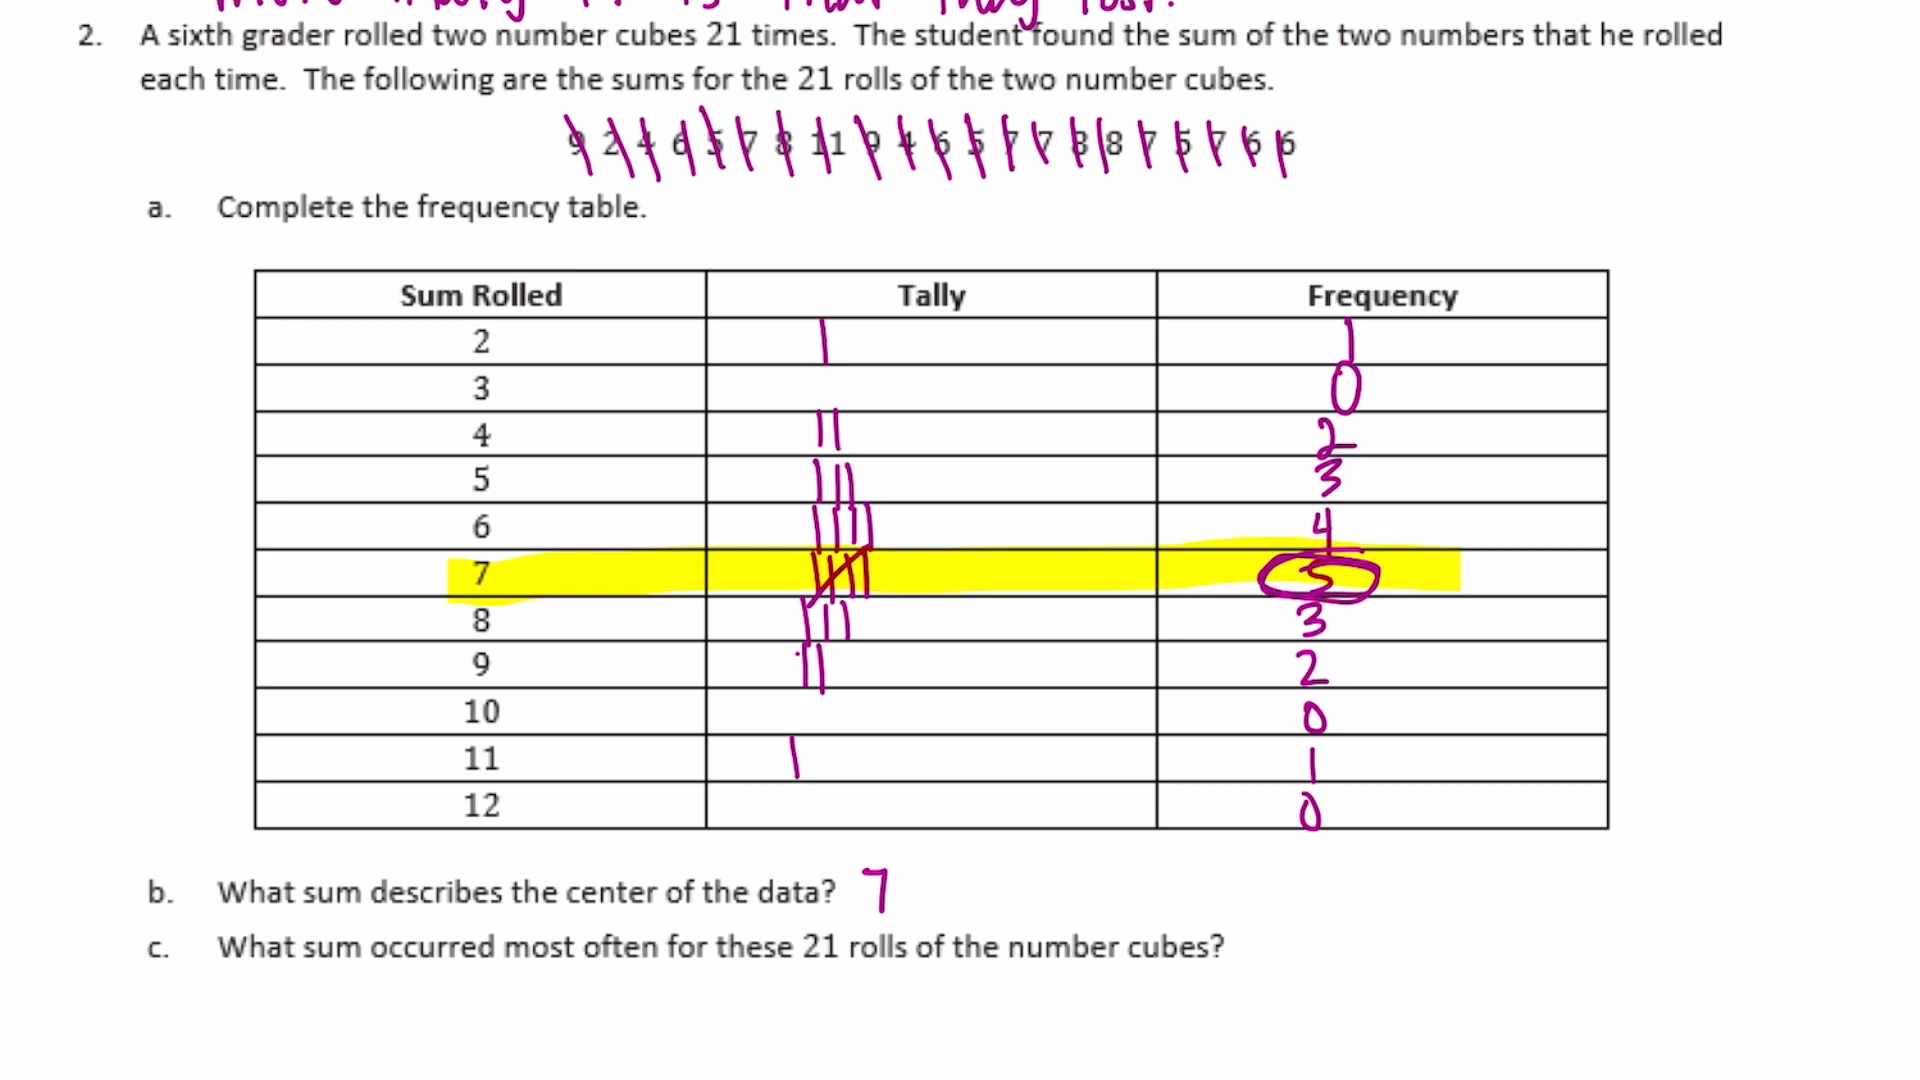 2. A sixth grader rolled two number cubes 21 times. The student found the sum of the two numbers that he rolled
each time. The following are the sums for the 21 rolls of the two number cubes.
9 2 4 6 5 7 8 11 9 4 6 5 7 7 8 8 7 5 7 6 6
a. Complete the frequency table.
Sum Rolled Tally Frequency
2 | 1
3 0
4 || 2
5 ||| 3
6 |||| 4
7 5
8 ||| 3
9 || 2
10 0
11 | 1
12 0
b. What sum describes the center of the data? 7
c. What sum occurred most often for these 21 rolls of the number cubes?